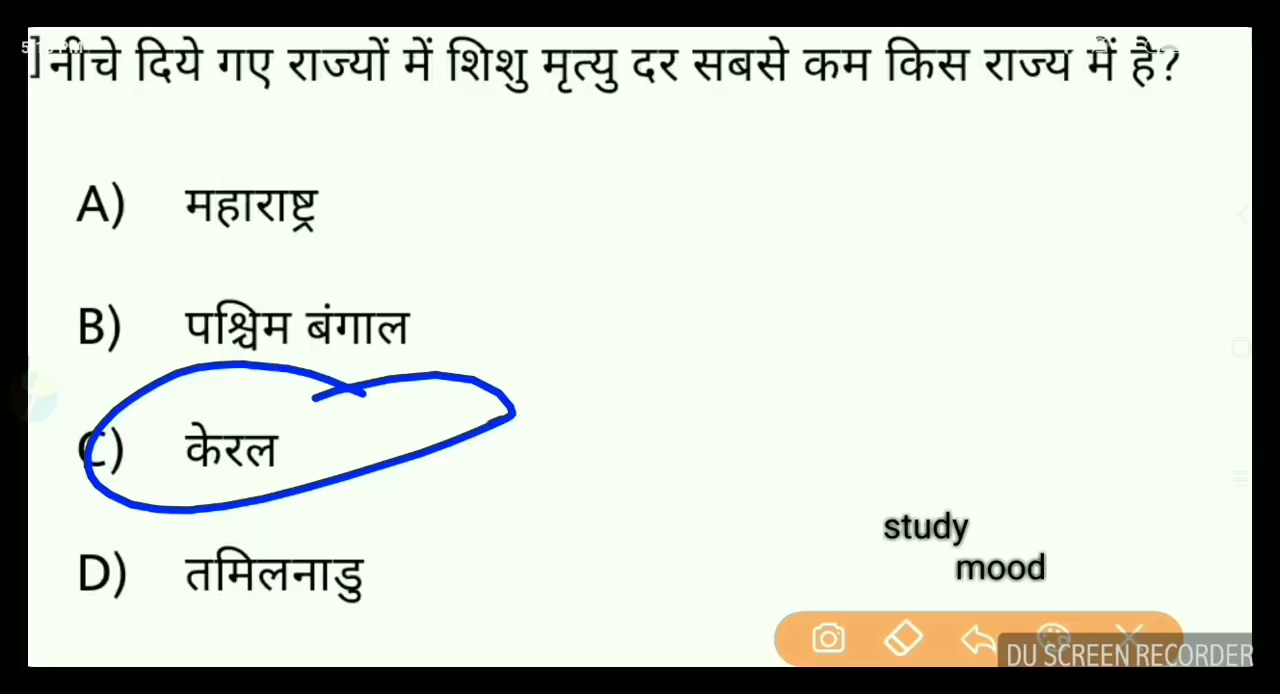 ]नीचे दिये गए राज्यों में शिशु मृत्यु दर सबसे कम किस राज्य में है?
A) महाराष्ट्र
B) पश्चिम बंगाल
C) केरल
D) तमिलनाडु
study
mood
DU SCREEN RECORDER